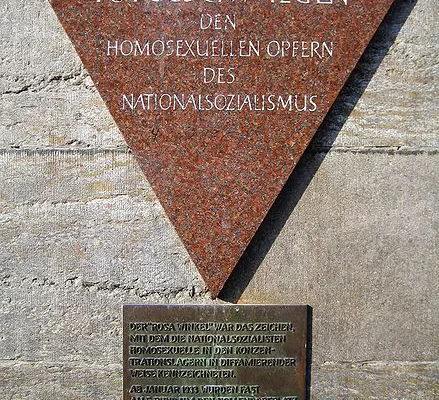 TOTGESCHWIEGEN
DEN
HOMOSEXUELLEN OPFERN
DES
NATIONALSOZIALISMUS
DER "ROSA WINKEL" WAR DAS ZEICHEN,
MIT DEM DIE NATIONALSOZIALISTEN
HOMOSEXUELLE IN DEN KONZEN-
TRATIONSLAGERN IN DIFFAMIERENDER
WEISE KENNZEICHNETEN.
AB JANUAR 1933 WURDEN FAST